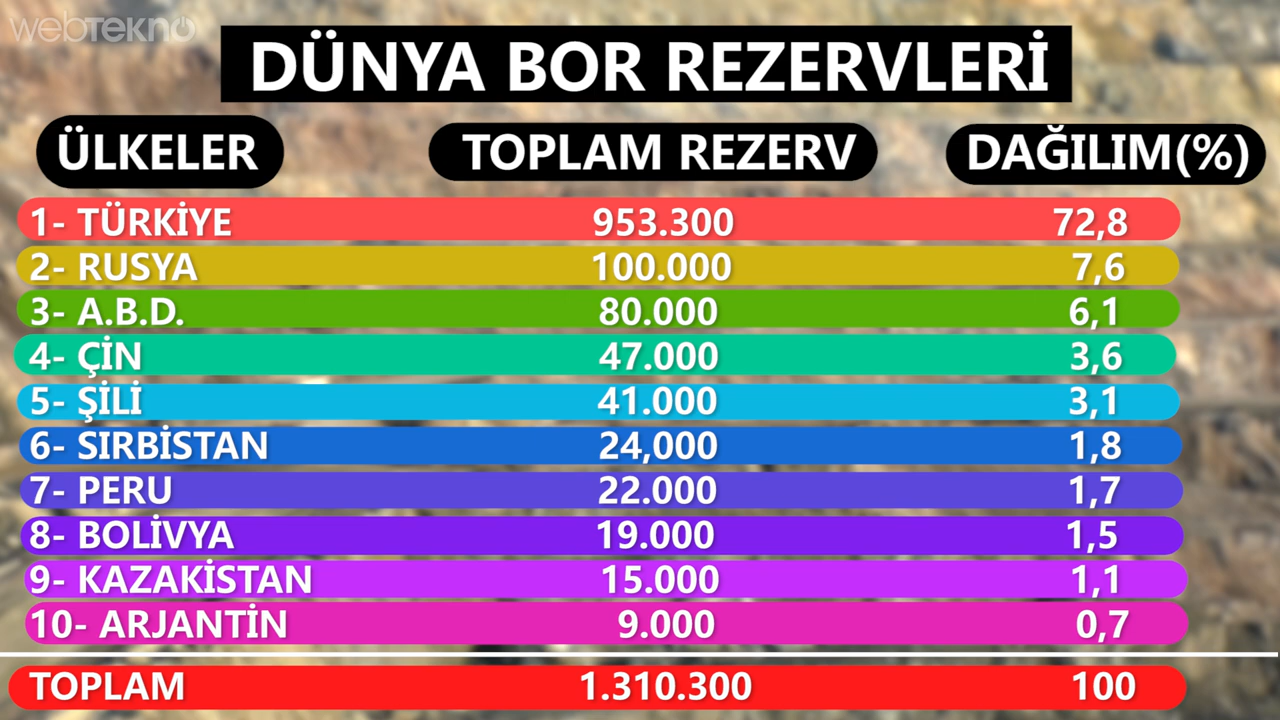 webTEKNO
DÜNYA BOR REZERVLERİ
ÜLKELER TOPLAM REZERV DAĞILIM(%)
1- TÜRKİYE 953.300 72,8
2- RUSYA 100.000 7,6
3- A.B.D. 80.000 6,1
4- ÇİN 47.000 3,6
5- ŞİLİ 41.000 3,1
6- SIRBİSTAN 24,000 1,8
7- PERU 22.000 1,7
8- BOLİVYA 19.000 1,5
9- KAZAKİSTAN 15.000 1,1
10- ARJANTİN 9.000 0,7
TOPLAM 1.310.300 100